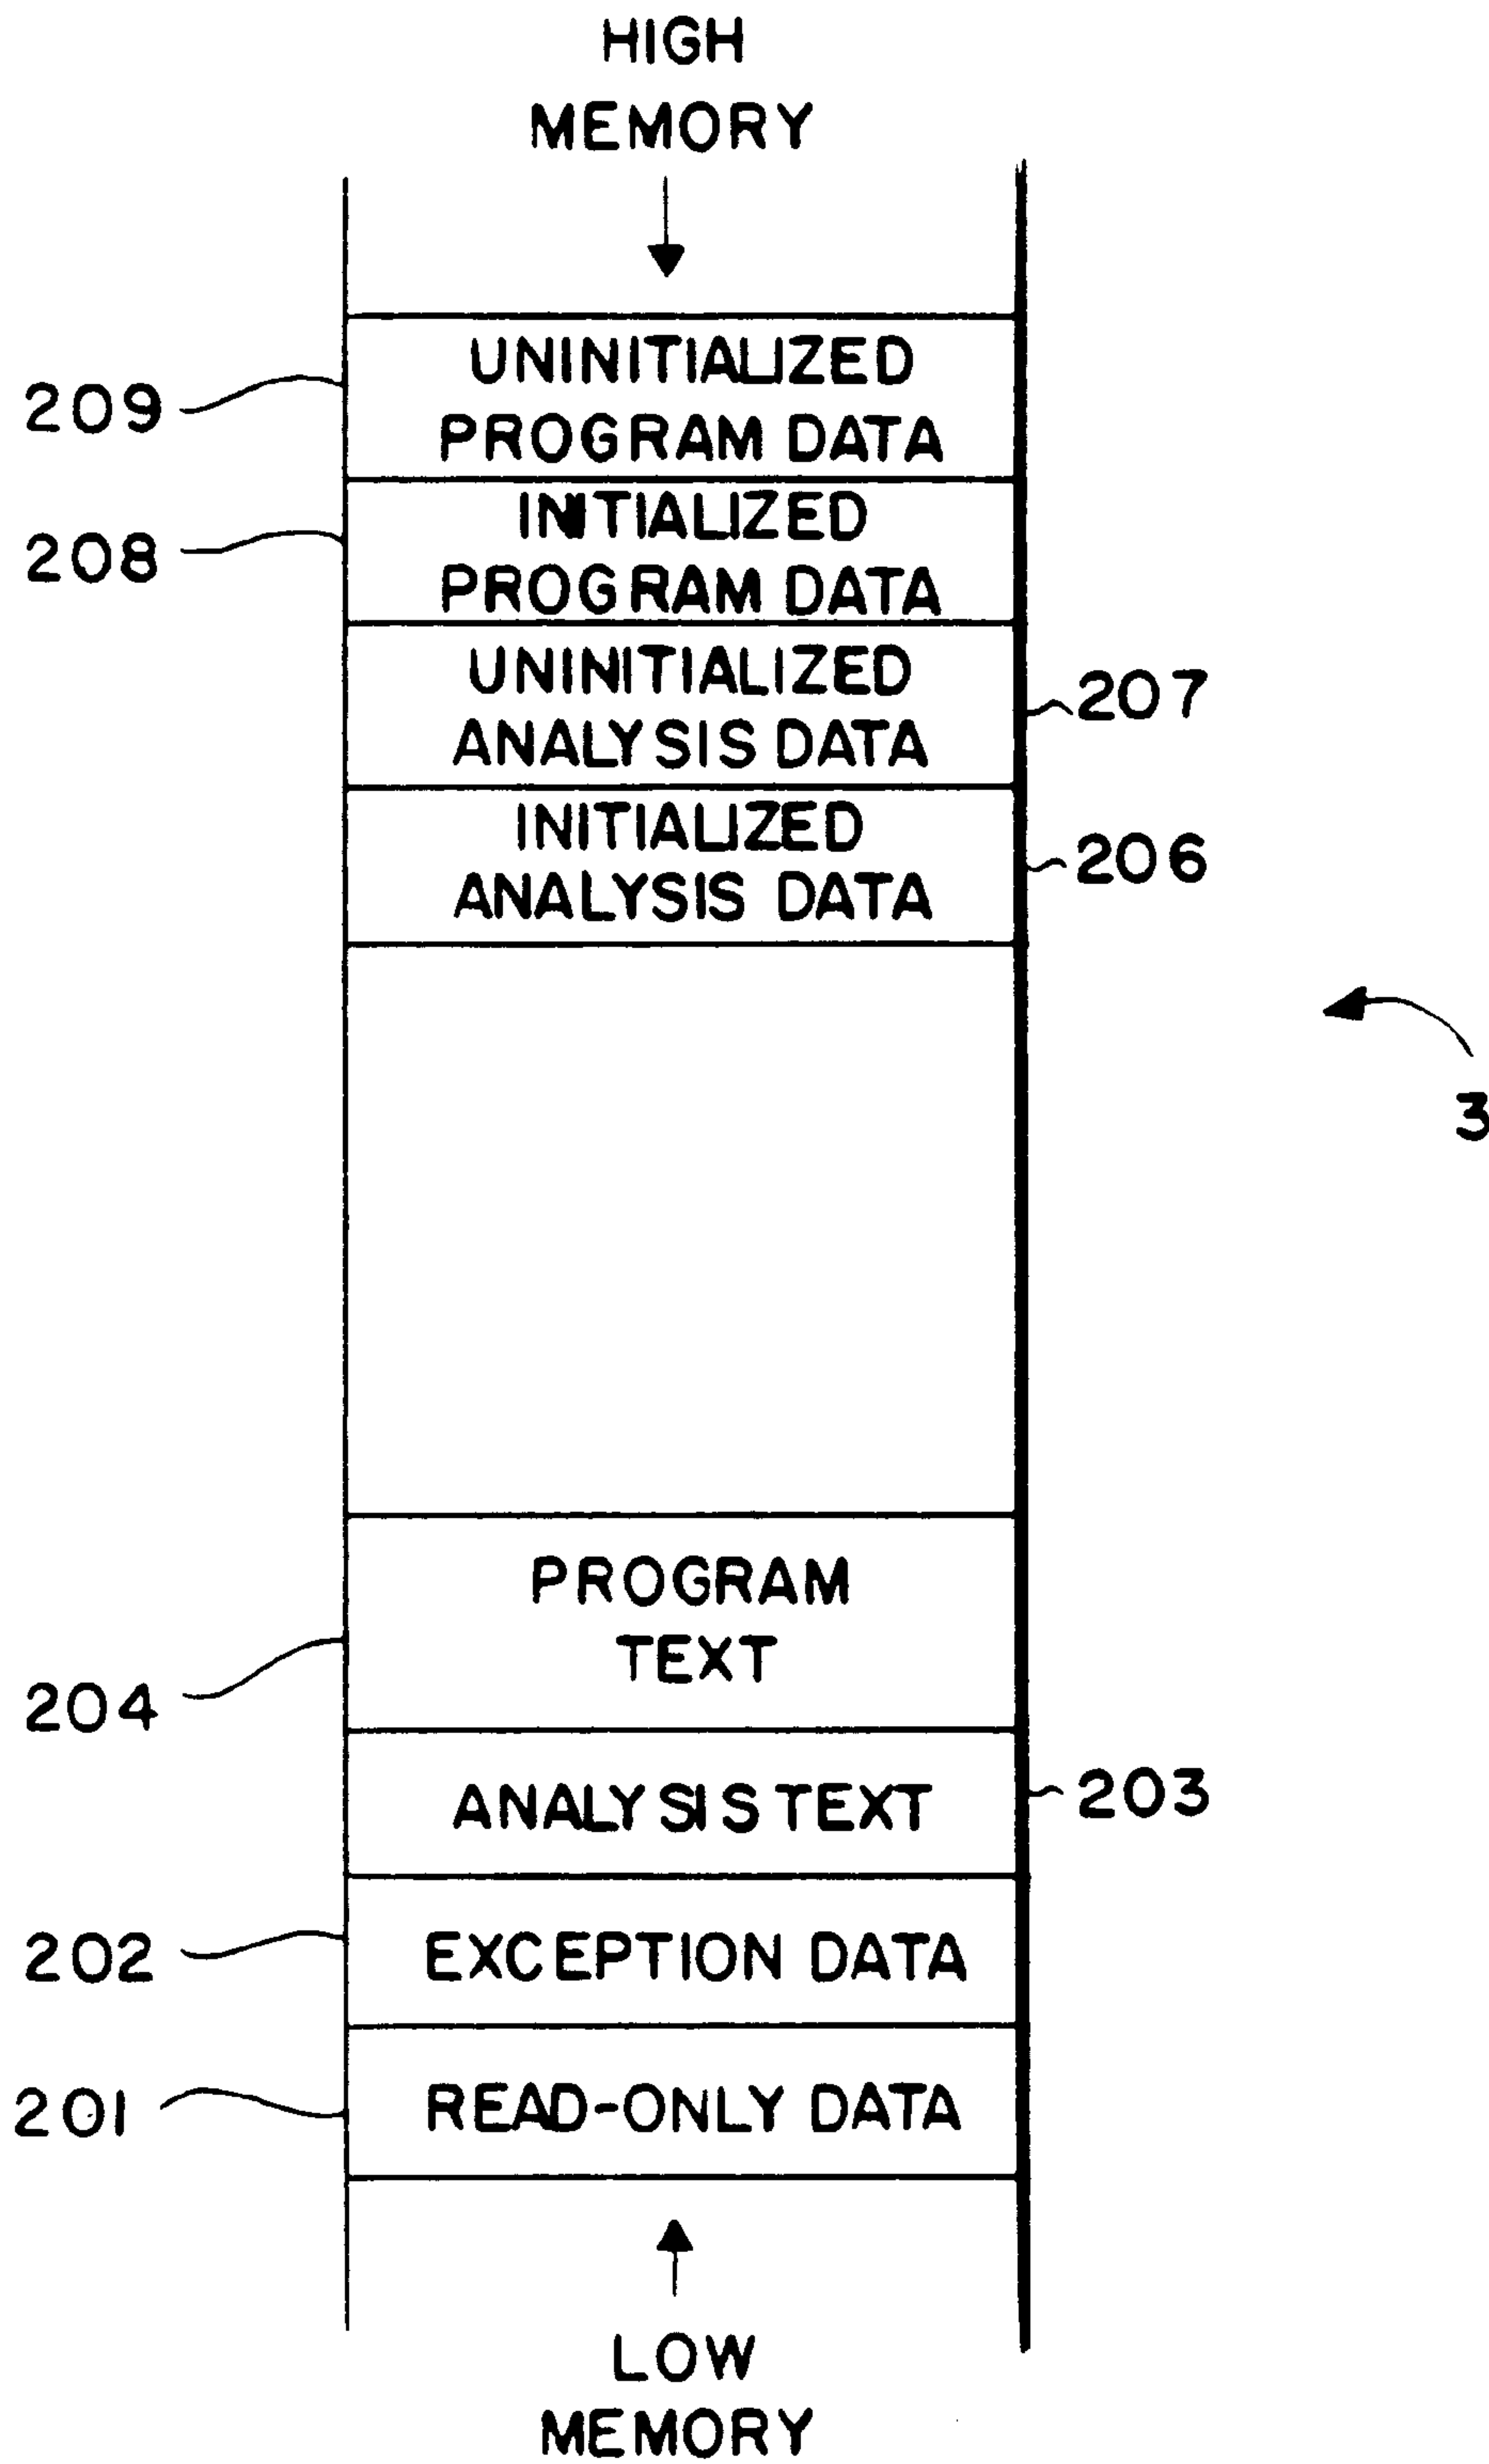 HIGH
MEMORY
UNINITIALIZED
209
PROGRAM DATA
INITIALIZED
208
PROGRAM DATA
UNINITIALIZED
207
ANALYSIS DATA
INITIALIZED
206
ANALYSIS DATA
3
PROGRAM
TEXT
204
ANALYSIS TEXT
203
202
EXCEPTION DATA
201
READ-ONLY DATA
LOW
MEMORY